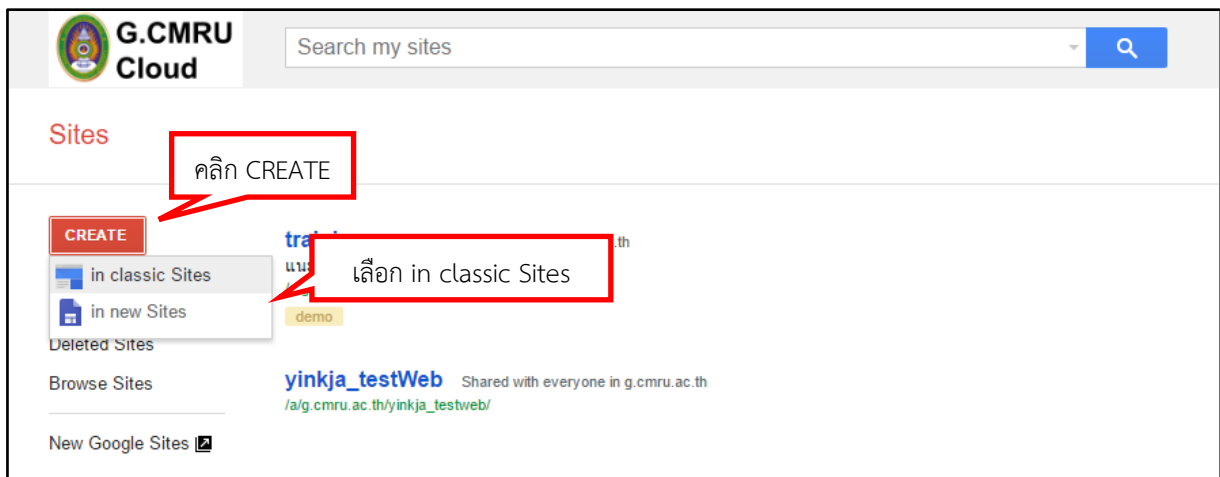 G.CMRU
Cloud
Search my sites
Sites
คลิก CREATE
CREATE
in classic Sites
in new Sites
Deleted Sites
Browse Sites
New Google Sites
.th
เลือก in classic Sites
demo
yinkja_testWeb Shared with everyone in g.cmru.ac.th
/a/g.cmru.ac.th/yinkja_testweb/